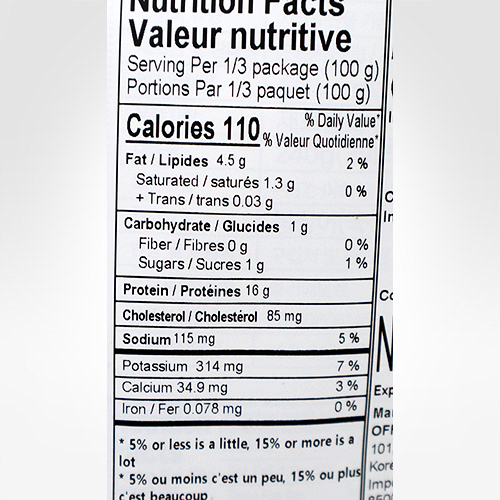 Nutrition Facts
Valeur nutritive
Serving Per 1/3 package (100 g)
Portions Par 1/3 paquet (100 g)
Calories 110
% Daily Value*
% Valeur Quotidienne*
Fat / Lipides 4.5 g 2 %
Saturated / saturés 1.3 g
+ Trans / trans 0.03 g 0 %
Carbohydrate / Glucides 1 g
Fiber / Fibres 0 g 0 %
Sugars / Sucres 1 g 1 %
Protein / Protéines 16 g
Cholesterol / Cholestérol 85 mg
Sodium 115 mg 5 %
Potassium 314 mg 7 %
Calcium 34.9 mg 3 %
Iron / Fer 0.078 mg 0 %
* 5% or less is a little, 15% or more is a
lot
* 5% ou moins c'est un peu, 15% ou plus
c'est beaucoup
101